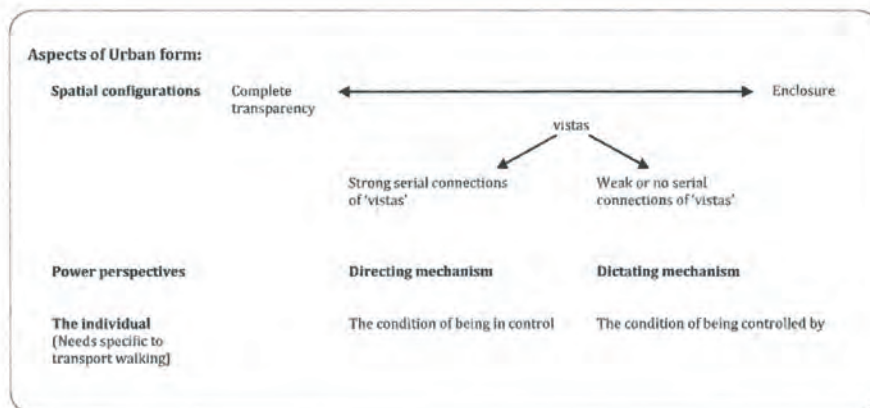 Aspects of Urban form:
Spatial configurations
Complete
transparency
Enclosure
vistas
Strong serial connections
of 'vistas'
Weak or no serial
connections of 'vistas'
Power perspectives
Directing mechanism
Dictating mechanism
The individual
(Needs specific to
transport walking)
The condition of being in control
The condition of being controlled by